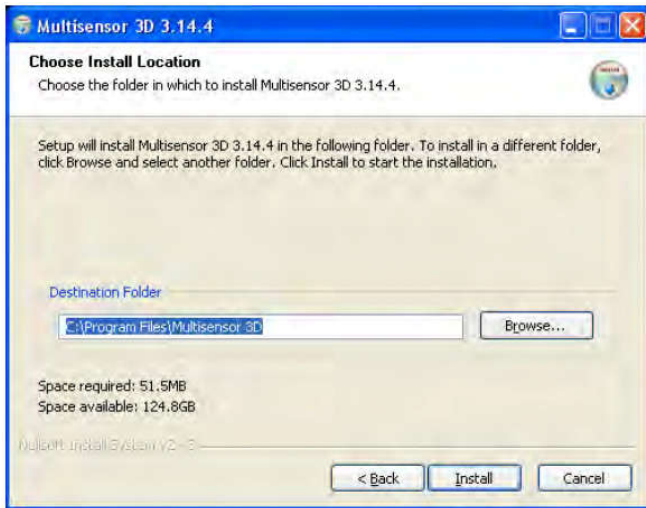 Multisensor 3D 3.14.4
Choose Install Location
Choose the folder in which to install Multisensor 3D 3.14.4.
Setup will install Multisensor 3D 3.14.4 in the following folder. To install in a different folder,
click Browse and select another folder. Click Install to start the installation.
Destination Folder
C:\Program Files\Multisensor 3D
Browse...
Space required: 51.5MB
Space available: 124.8GB
Nullsoft Install System
< Back
Install
Cancel